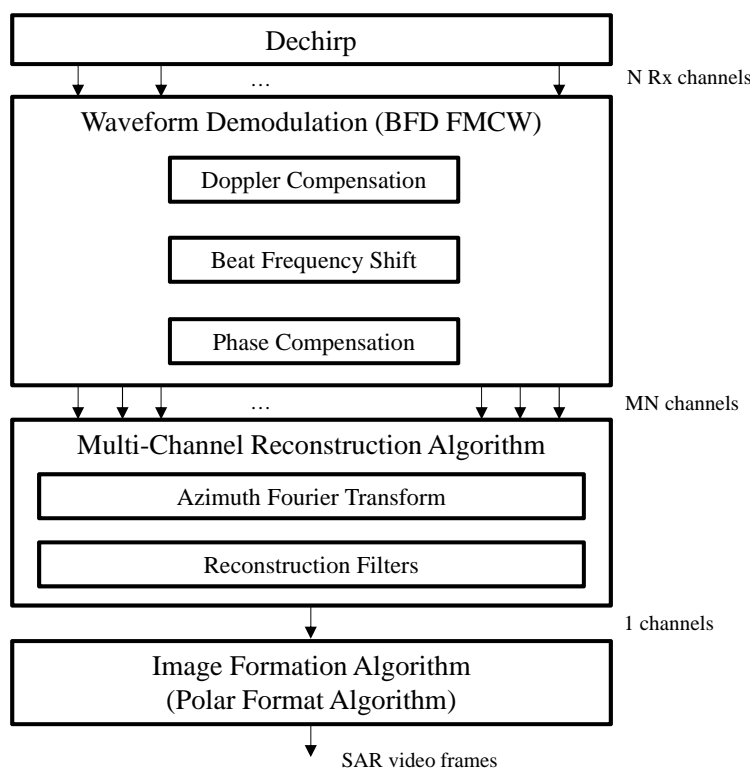 Dechirp
...
N Rx channels
Waveform Demodulation (BFD FMCW)
Doppler Compensation
Beat Frequency Shift
Phase Compensation
...
MN channels
Multi-Channel Reconstruction Algorithm
Azimuth Fourier Transform
Reconstruction Filters
1 channels
Image Formation Algorithm
(Polar Format Algorithm)
SAR video frames